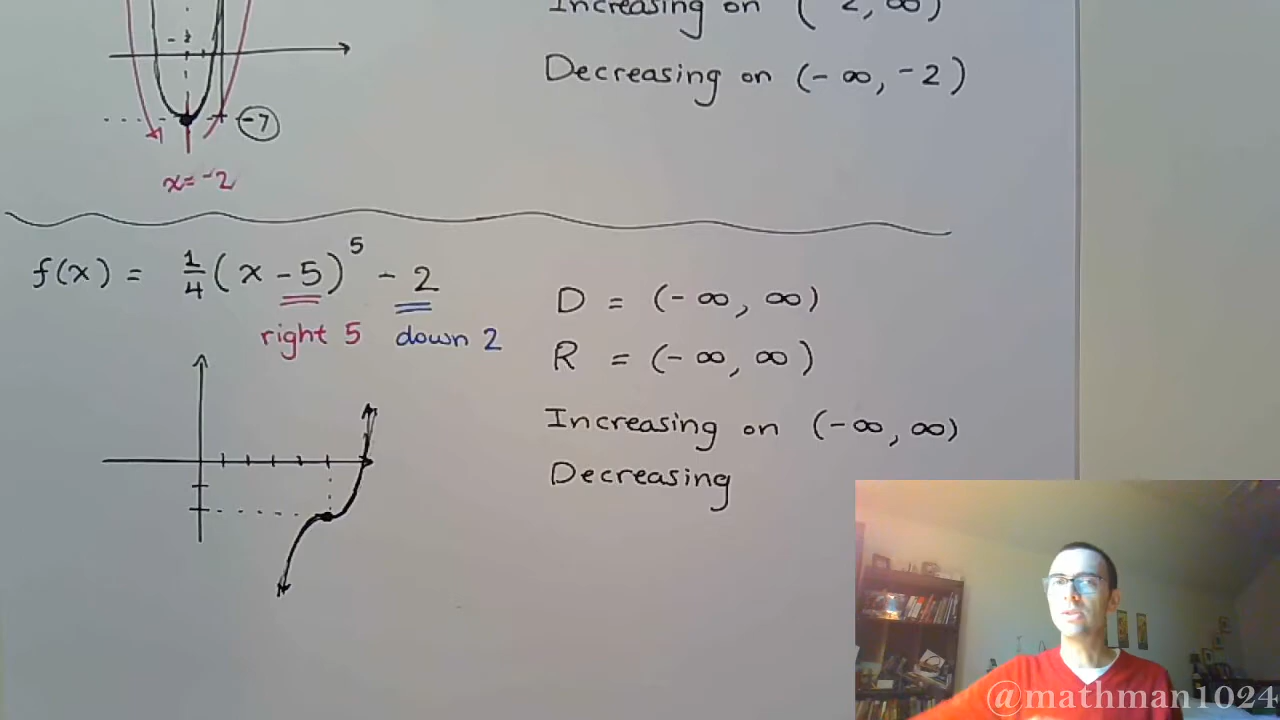 Increasing on (-2, ∞)
-2
Decreasing on (-∞, -2)
-7
x=-2
f(x) = 1/4 (x - 5)^5 - 2
right 5 down 2
D = (-∞, ∞)
R = (-∞, ∞)
Increasing on (-∞, ∞)
Decreasing
@mathman1024